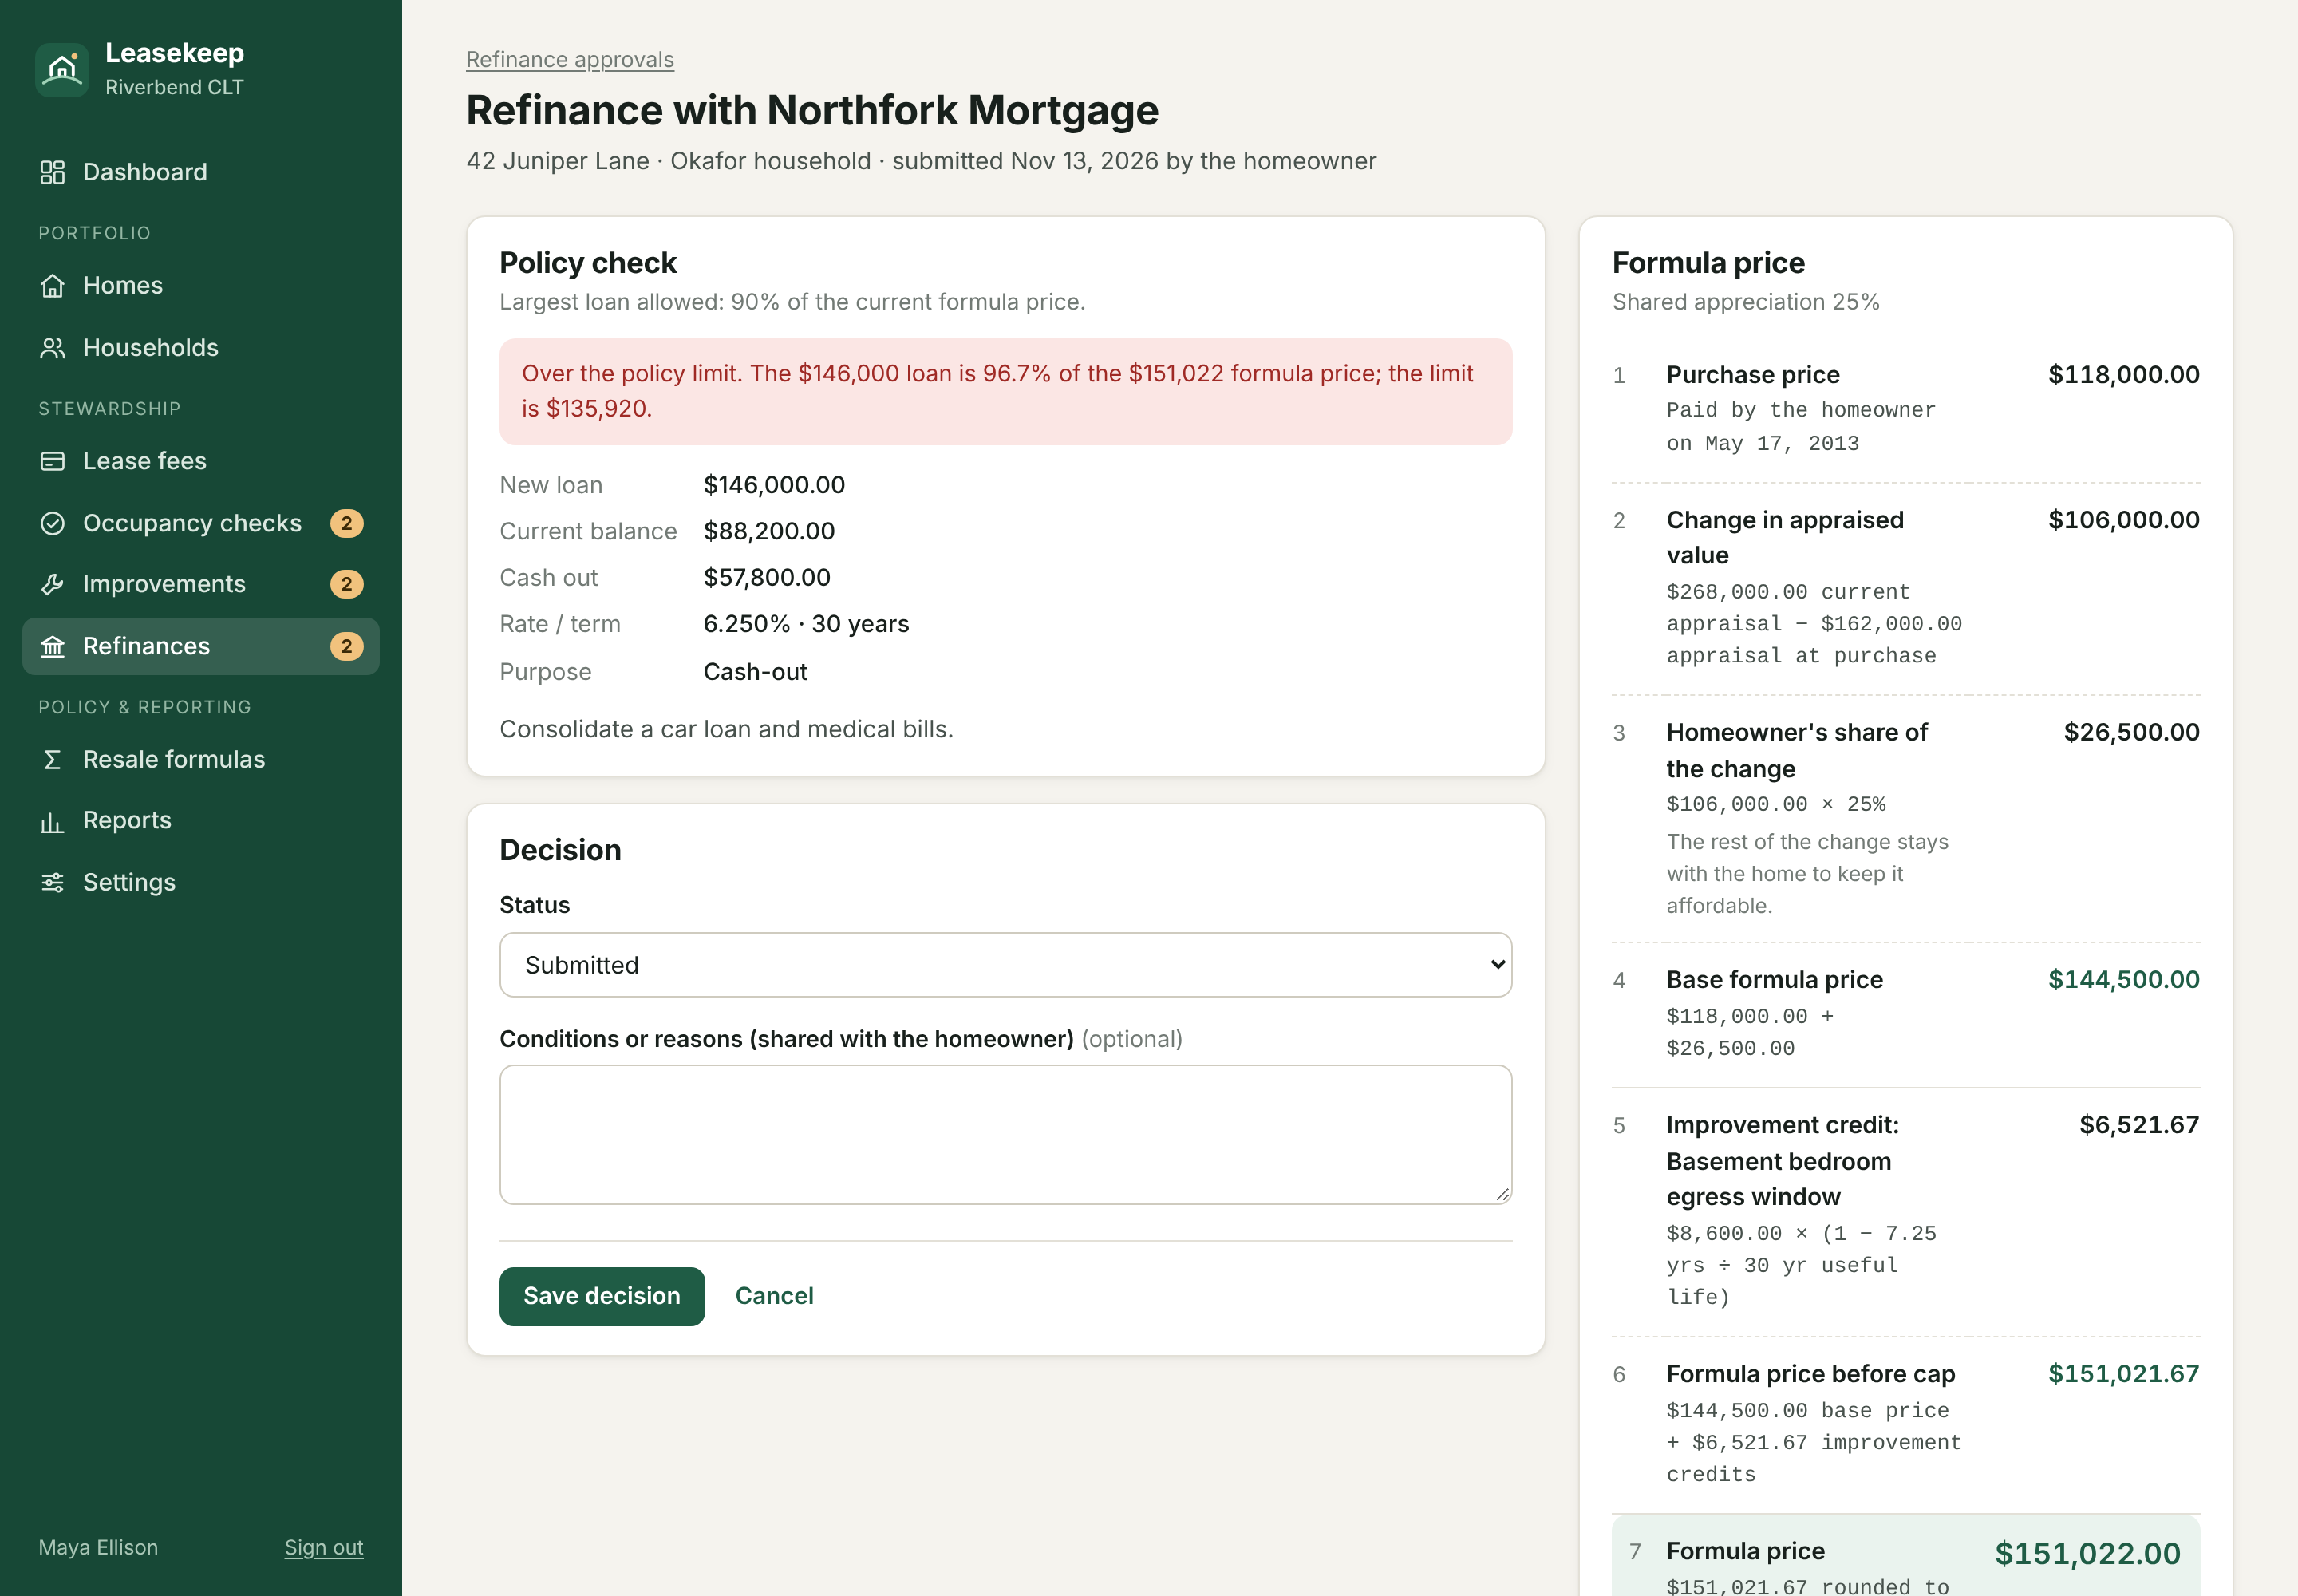 Leasekeep
Riverbend CLT
Dashboard
PORTFOLIO
Homes
Households
STEWARDSHIP
Lease fees
Occupancy checks 2
Improvements 2
Refinances 2
POLICY & REPORTING
Resale formulas
Reports
Settings
Maya Ellison Sign out
Refinance approvals
Refinance with Northfork Mortgage
42 Juniper Lane · Okafor household · submitted Nov 13, 2026 by the homeowner
Policy check
Largest loan allowed: 90% of the current formula price.
Over the policy limit. The $146,000 loan is 96.7% of the $151,022 formula price; the limit
is $135,920.
New loan $146,000.00
Current balance $88,200.00
Cash out $57,800.00
Rate / term 6.250% · 30 years
Purpose Cash-out
Consolidate a car loan and medical bills.
Decision
Status
Submitted
Conditions or reasons (shared with the homeowner) (optional)
Save decision Cancel
Formula price
Shared appreciation 25%
1 Purchase price $118,000.00
Paid by the homeowner
on May 17, 2013
2 Change in appraised $106,000.00
value
$268,000.00 current
appraisal − $162,000.00
appraisal at purchase
3 Homeowner's share of $26,500.00
the change
$106,000.00 × 25%
The rest of the change stays
with the home to keep it
affordable.
4 Base formula price $144,500.00
$118,000.00 +
$26,500.00
5 Improvement credit: $6,521.67
Basement bedroom
egress window
$8,600.00 × (1 − 7.25
yrs ÷ 30 yr useful
life)
6 Formula price before cap $151,021.67
$144,500.00 base price
+ $6,521.67 improvement
credits
7 Formula price $151,022.00
$151,021.67 rounded to